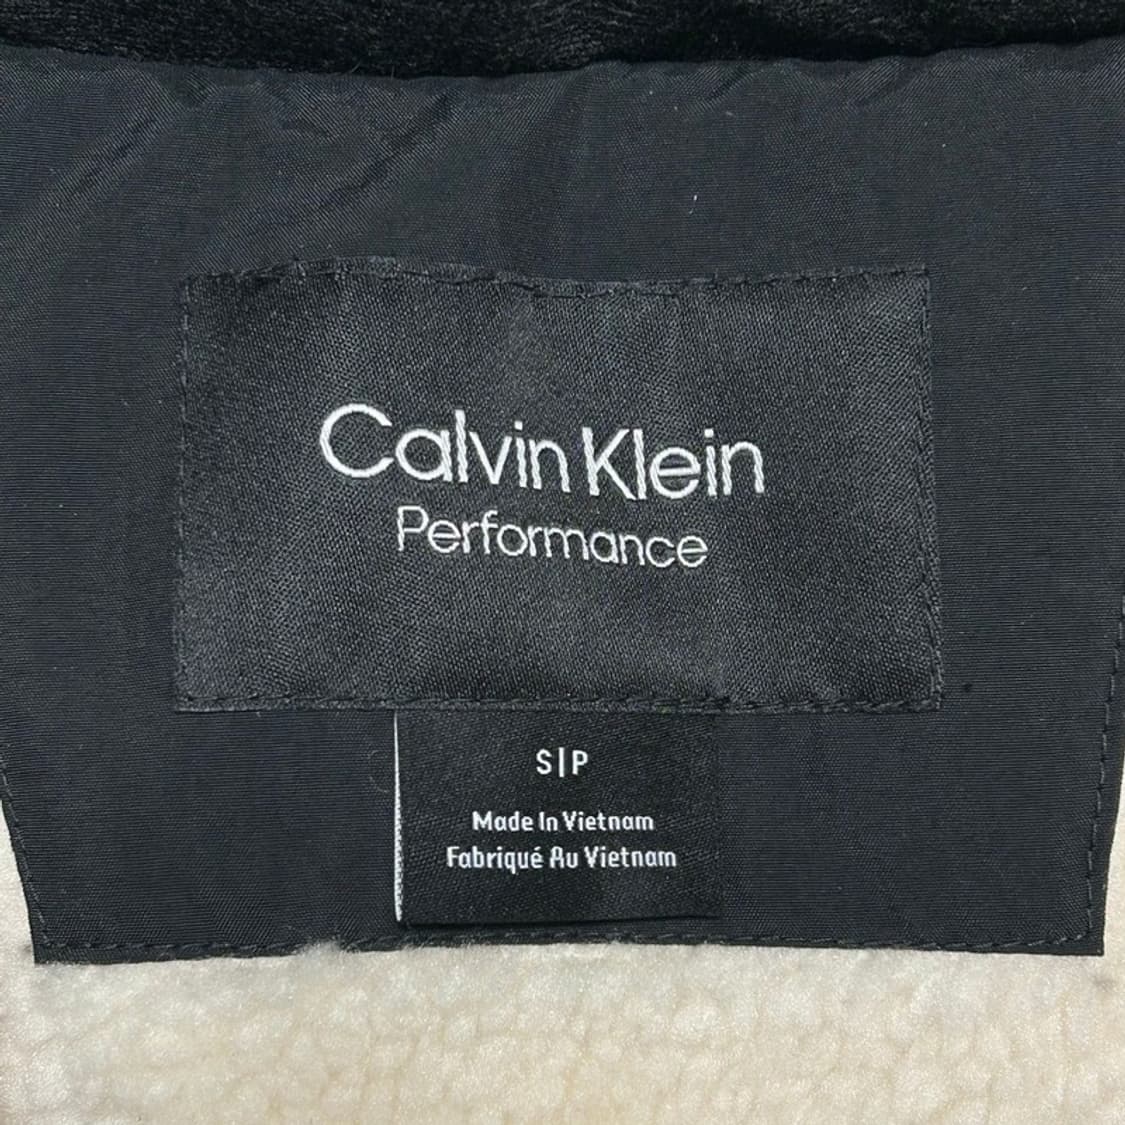 Calvin Klein
Performance
S|P
Made In Vietnam
Fabriqué Au Vietnam